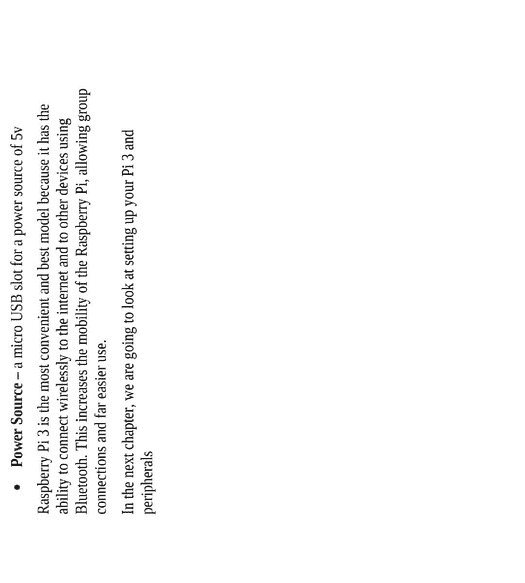 • Power Source – a micro USB slot for a power source of 5v
Raspberry Pi 3 is the most convenient and best model because it has the
ability to connect wirelessly to the internet and to other devices using
Bluetooth. This increases the mobility of the Raspberry Pi, allowing group
connections and far easier use.
In the next chapter, we are going to look at setting up your Pi 3 and
peripherals